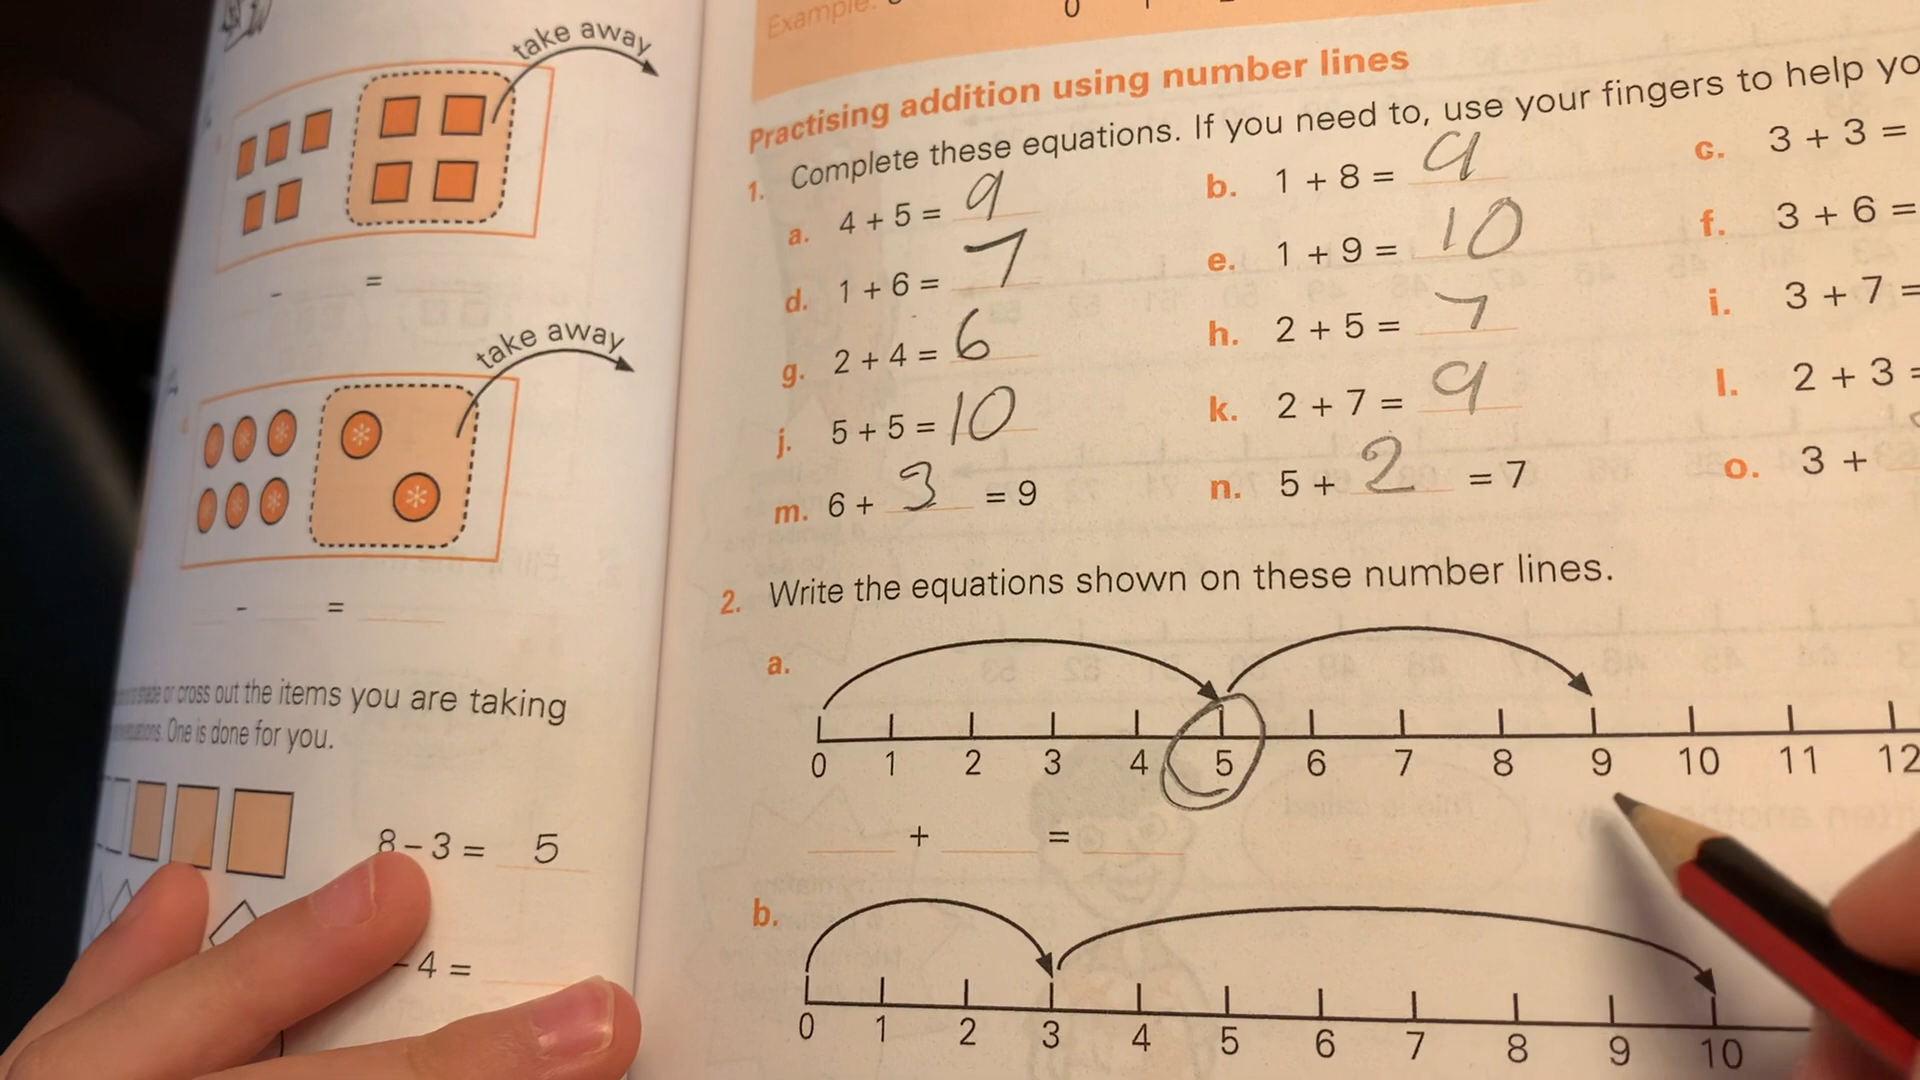 take away
- =
take away
- =
or cross out the items you are taking
One is done for you.
8 – 3 = 5
– 4 =
Example:
0
Practising addition using number lines
1. Complete these equations. If you need to, use your fingers to help yo
a. 4 + 5 = 9 b. 1 + 8 = 9 c. 3 + 3 =
d. 1 + 6 = 7 e. 1 + 9 = 10 f. 3 + 6 =
g. 2 + 4 = 6 h. 2 + 5 = 7 i. 3 + 7 =
j. 5 + 5 = 10 k. 2 + 7 = 9 l. 2 + 3 =
m. 6 + 3 = 9 n. 5 + 2 = 7 o. 3 +
2. Write the equations shown on these number lines.
a.
0 1 2 3 4 5 6 7 8 9 10 11 12
+ =
b.
0 1 2 3 4 5 6 7 8 9 10